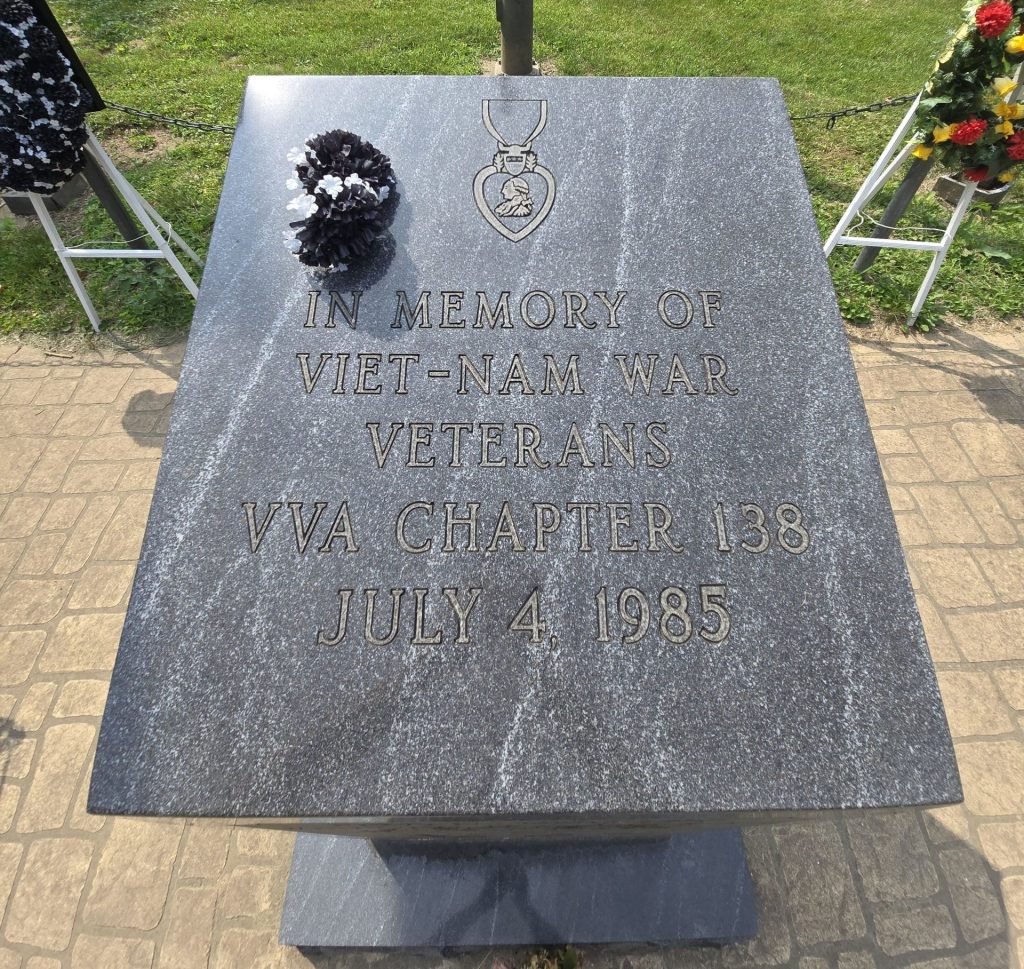 IN MEMORY OF
VIET-NAM WAR
VETERANS
VVA CHAPTER 138
JULY 4, 1985